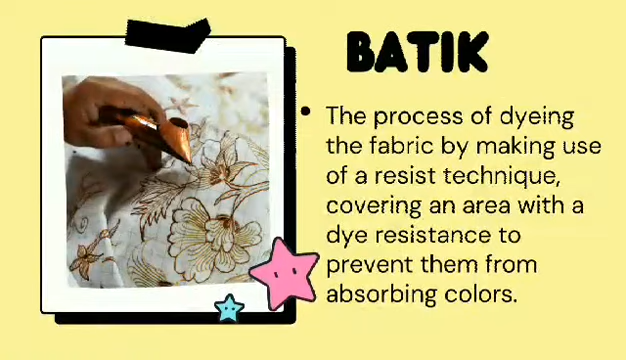 BATIK
• The process of dyeing
the fabric by making use
of a resist technique,
covering an area with a
dye resistance to
prevent them from
absorbing colors.